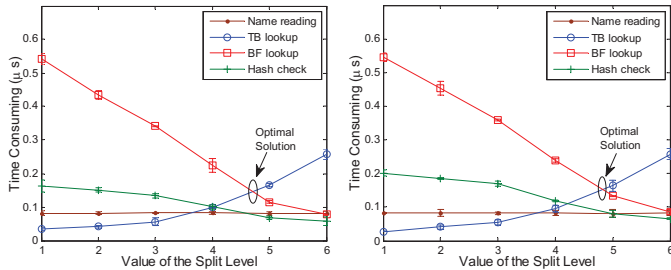 Name reading
TB lookup
BF lookup
Hash check
Optimal
Solution
Time Consuming (μ s)
0.6
0.5
0.4
0.3
0.2
0.1
0
1 2 3 4 5 6
Value of the Split Level
Name reading
TB lookup
BF lookup
Hash check
Optimal
Solution
Time Consuming (μ s)
0.6
0.5
0.4
0.3
0.2
0.1
0
1 2 3 4 5 6
Value of the Split Level